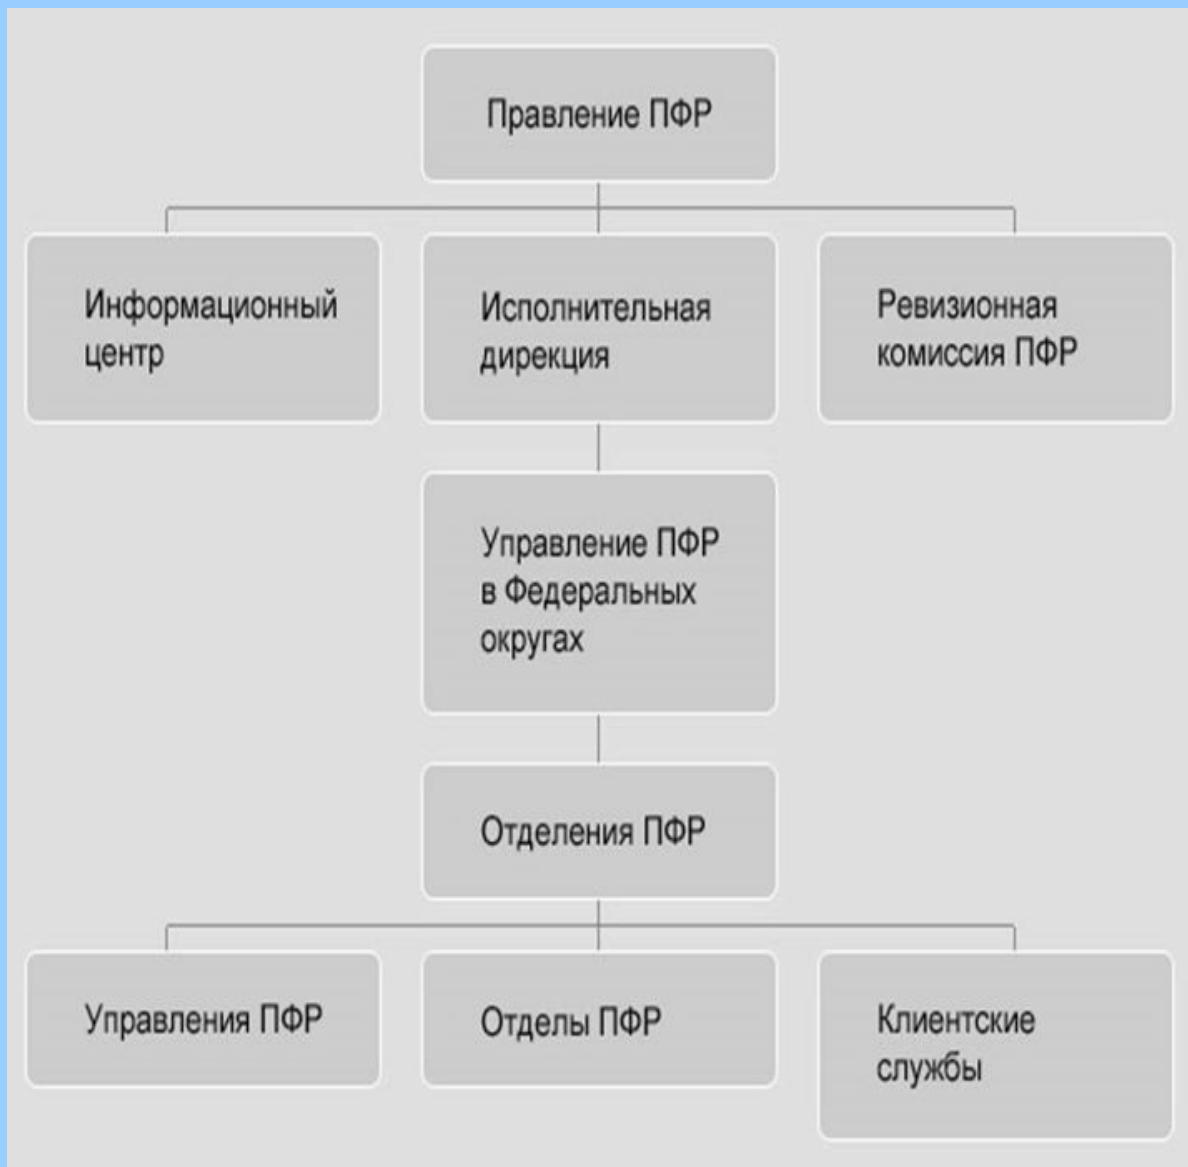 Правление ПФР
Информационный
центр
Исполнительная
дирекция
Ревизионная
комиссия ПФР
Управление ПФР
в Федеральных
округах
Отделения ПФР
Управления ПФР
Отделы ПФР
Клиентские
службы